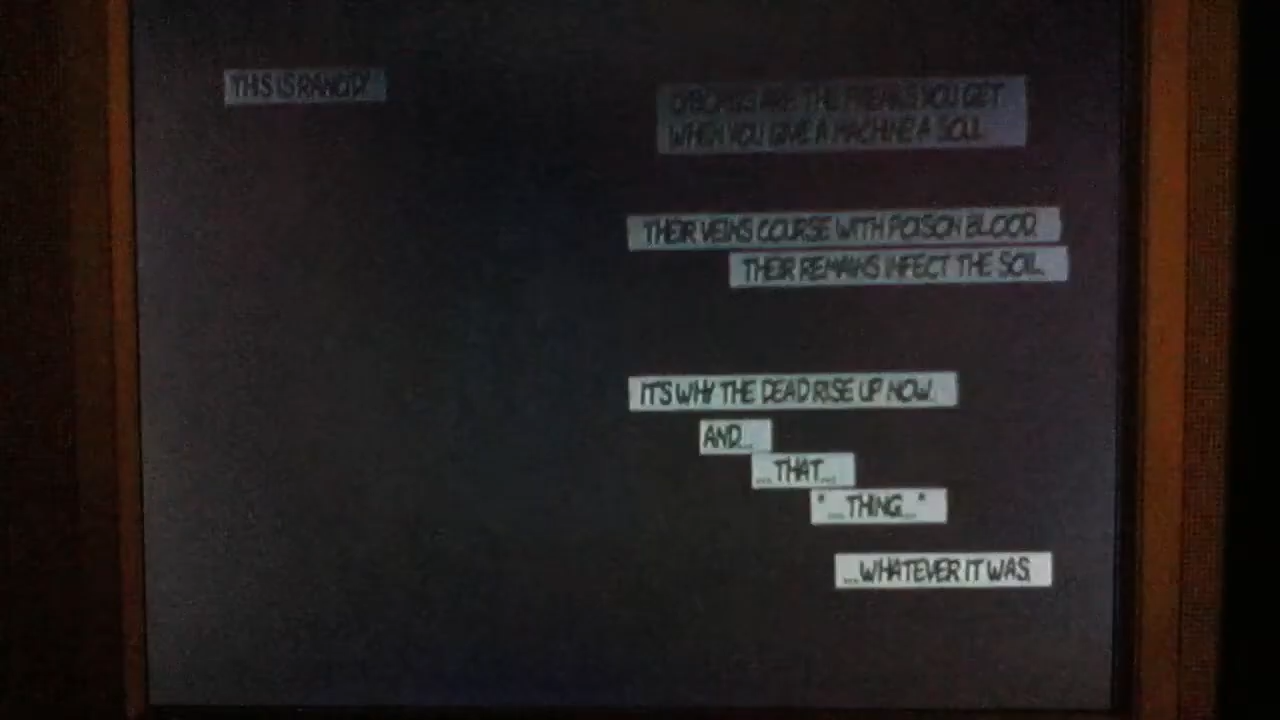 THIS IS RANCID.
CYBORGS ARE THE FREAKS YOU GET
WHEN YOU GIVE A MACHINE A SOUL.
THEIR VEINS COURSE WITH POISON BLOOD.
THEIR REMAINS INFECT THE SOIL.
IT'S WHY THE DEAD RISE UP NOW.
AND...
...THAT...
"...THING..."
...WHATEVER IT WAS.